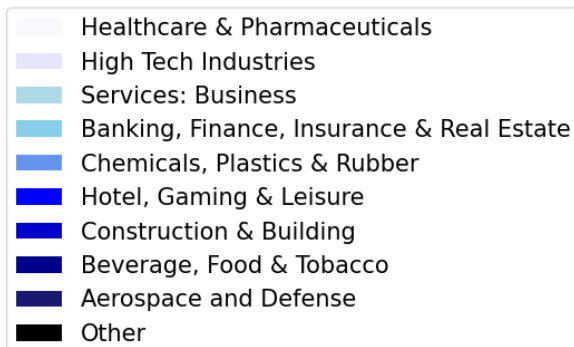 Healthcare & Pharmaceuticals
High Tech Industries
Services: Business
Banking, Finance, Insurance & Real Estate
Chemicals, Plastics & Rubber
Hotel, Gaming & Leisure
Construction & Building
Beverage, Food & Tobacco
Aerospace and Defense
Other